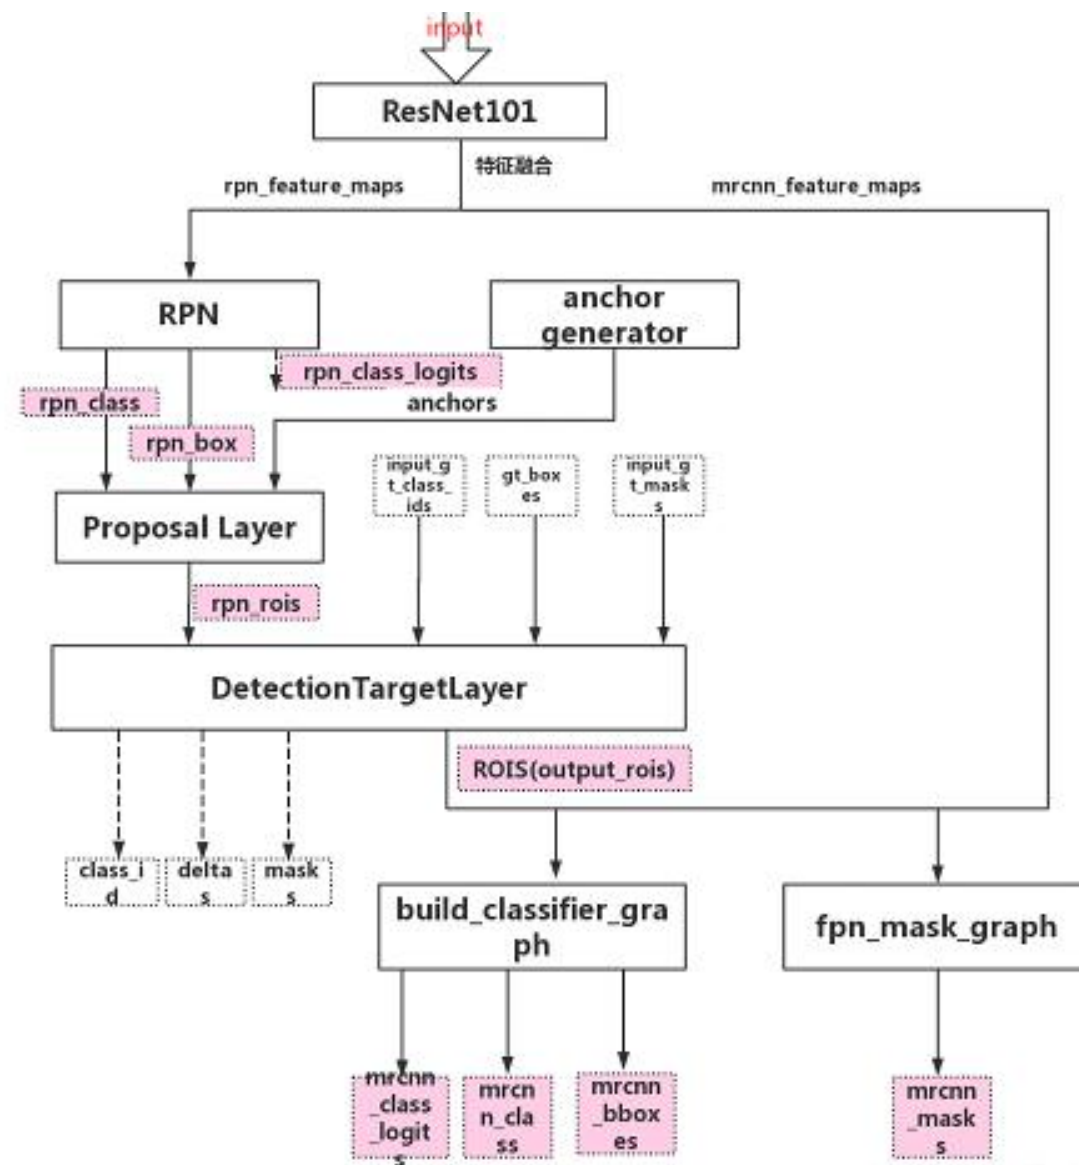 input
ResNet101
特征融合
rpn_feature_maps
mrcnn_feature_maps
RPN
anchor
generator
rpn_class_logits
rpn_class
anchors
rpn_box
input_g
t_class_
ids
gt_box
es
input_g
t_mask
s
Proposal Layer
rpn_rois
DetectionTargetLayer
ROIS(output_rois)
class_i
d
delta
s
mask
s
build_classifier_gra
ph
fpn_mask_graph
mrcnn
_class
_logit
s
mrcn
n_cla
ss
mrcnn
_bbox
es
mrcnn
_mask
s